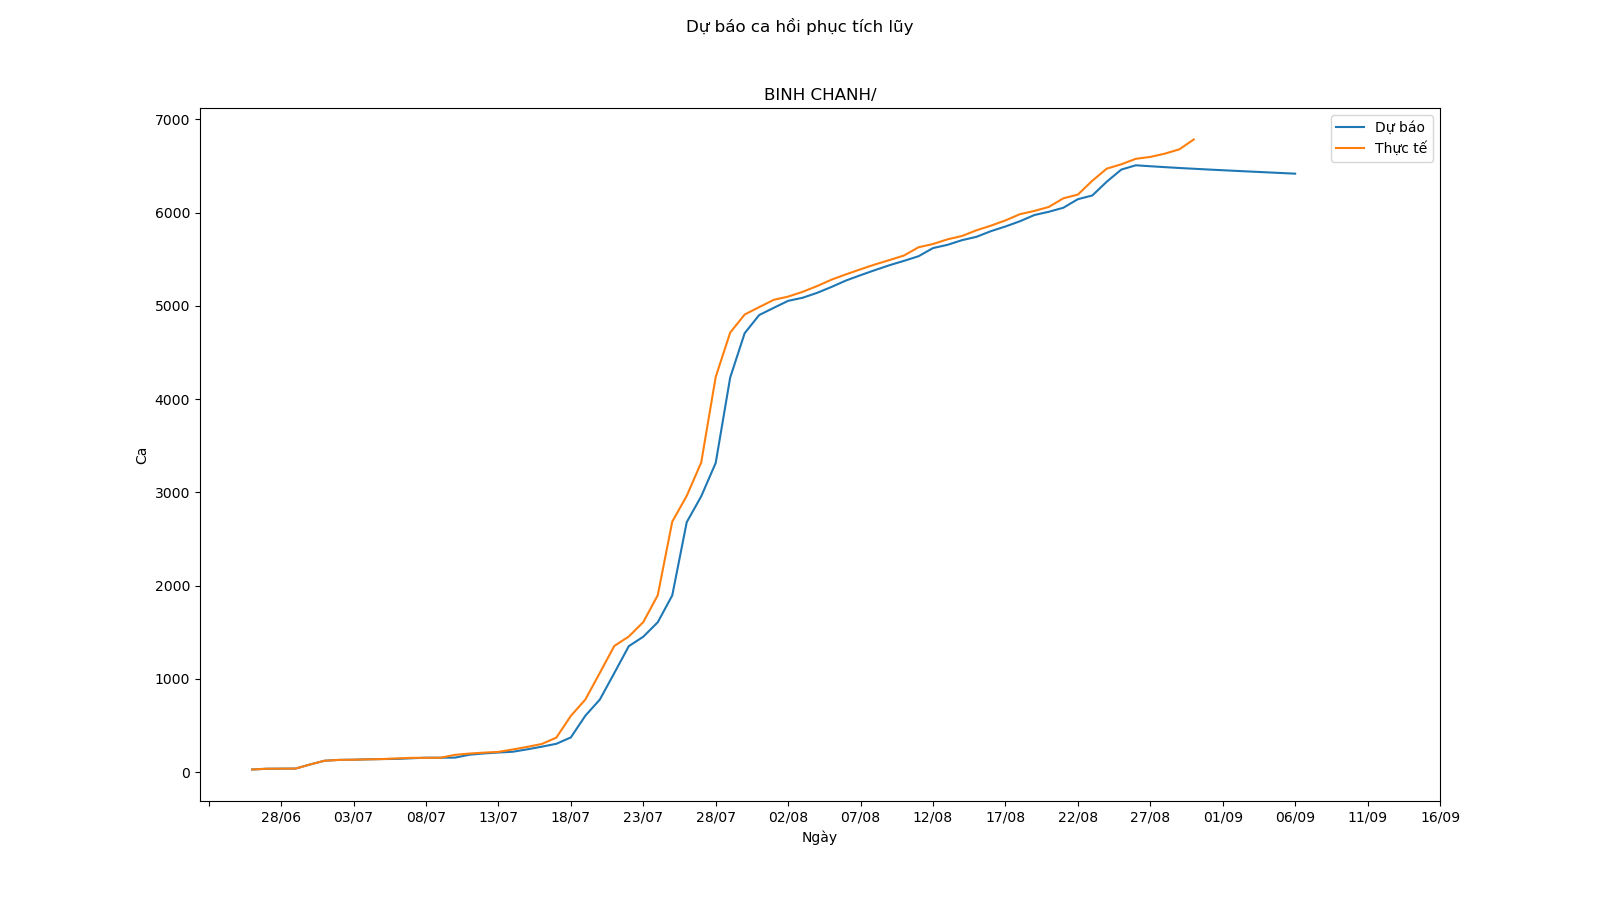 Dự báo ca hồi phục tích lũy
BINH CHANH/
Dự báo
Thực tế
7000
6000
5000
4000
3000
2000
1000
0
Ca
28/06 03/07 08/07 13/07 18/07 23/07 28/07 02/08 07/08 12/08 17/08 22/08 27/08 01/09 06/09 11/09 16/09
Ngày